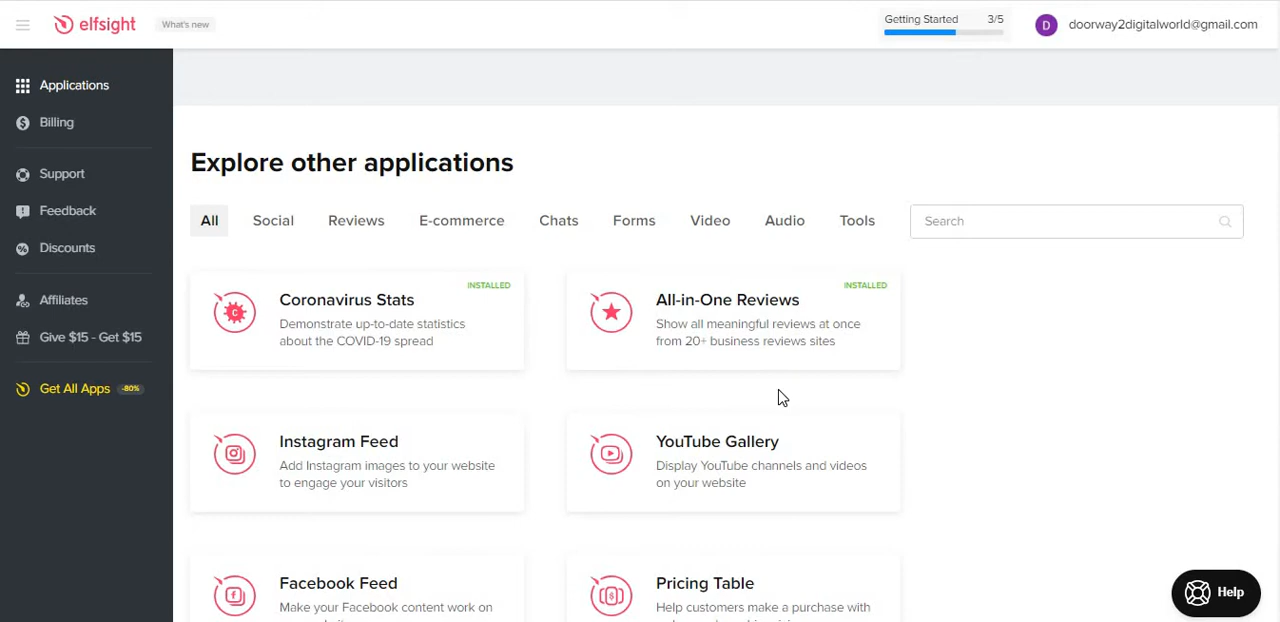 elfsight
What's new
Getting Started 3/5
D doorway2digitalworld@gmail.com
Applications
Billing
Support
Feedback
Discounts
Affiliates
Give $15 - Get $15
Get All Apps -80%
Explore other applications
All Social Reviews E-commerce Chats Forms Video Audio Tools Search
INSTALLED
Coronavirus Stats
Demonstrate up-to-date statistics
about the COVID-19 spread
INSTALLED
All-in-One Reviews
Show all meaningful reviews at once
from 20+ business reviews sites
Instagram Feed
Add Instagram images to your website
to engage your visitors
YouTube Gallery
Display YouTube channels and videos
on your website
Facebook Feed
Make your Facebook content work on
Pricing Table
Help customers make a purchase with
Help